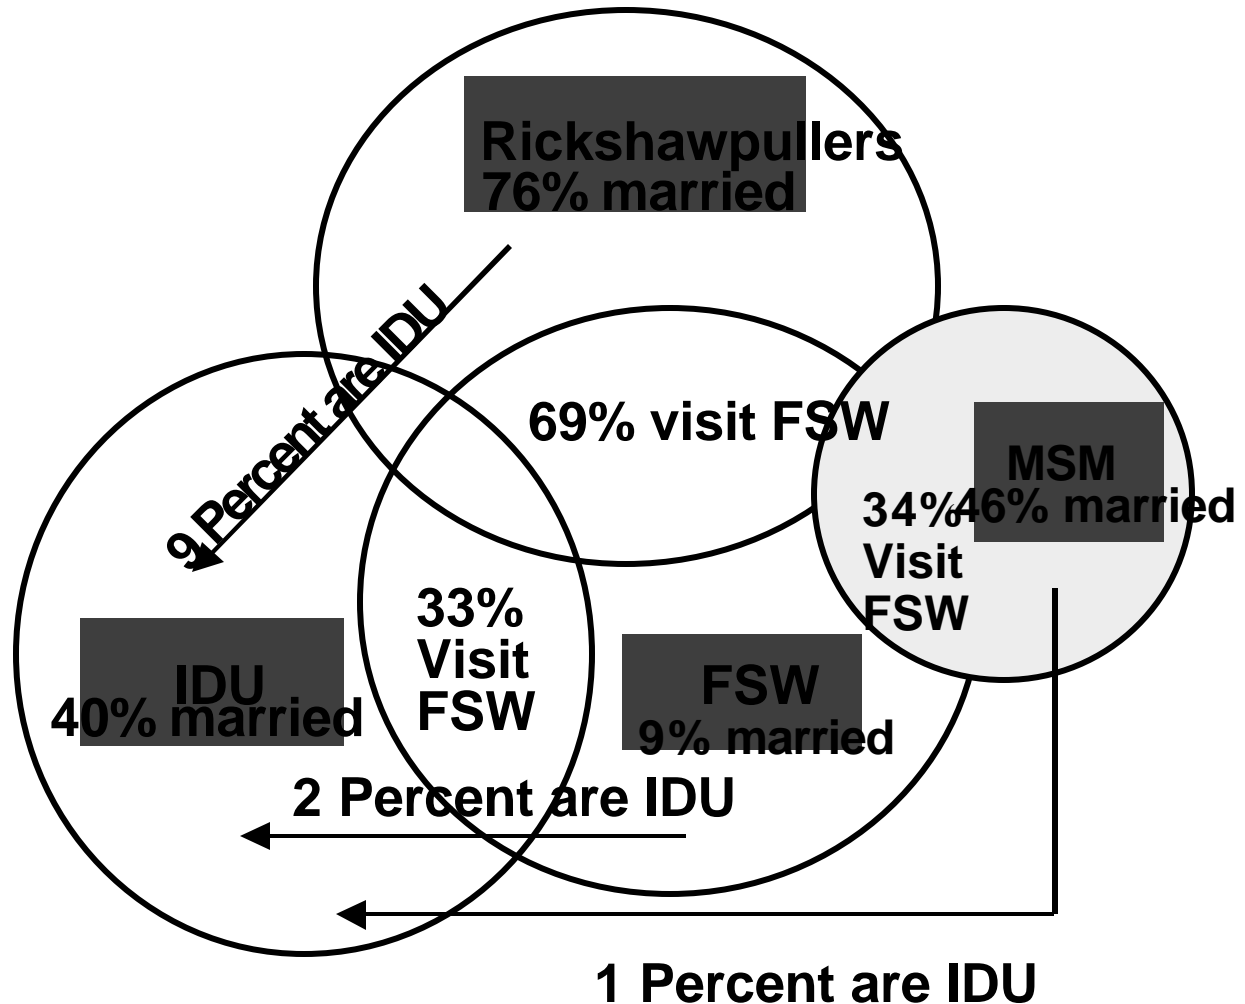 Rickshawpullers
76% married
9 Percent are IDU
69% visit FSW
MSM
46% married
34%
Visit
FSW
33%
Visit
FSW
IDU
40% married
FSW
9% married
2 Percent are IDU
1 Percent are IDU